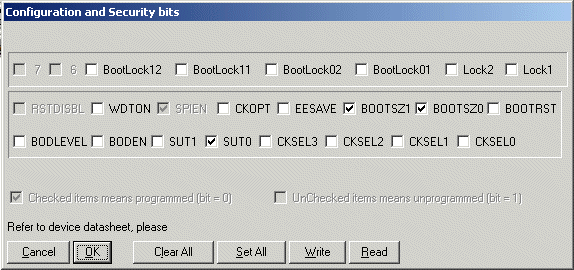 Configuration and Security bits
7 6 BootLock12 BootLock11 BootLock02 BootLock01 Lock2 Lock1
RSTDISBL WDTON SPIEN CKOPT EESAVE BOOTSZ1 BOOTSZ0 BOOTRST
BODLEVEL BODEN SUT1 SUT0 CKSEL3 CKSEL2 CKSEL1 CKSEL0
Checked items means programmed (bit = 0) UnChecked items means unprogrammed (bit = 1)
Refer to device datasheet, please
Cancel OK Clear All Set All Write Read